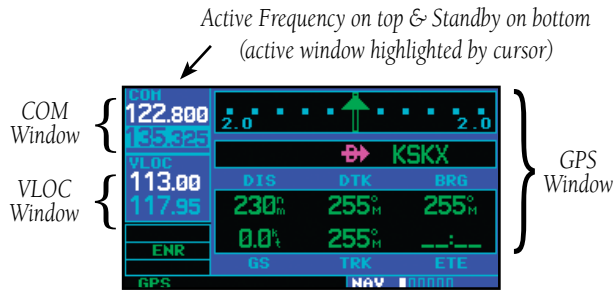 Active Frequency on top & Standby on bottom
(active window highlighted by cursor)
COM
Window
VLOC
Window
COM
122.800
135.325
VLOC
113.00
117.95
ENR
GPS
2.0 2.0
KSKX
DIS DTK BRG
230nm 255°M 255°M
0.0kt 255°M __:__
GS TRK ETE
NAV
GPS
Window